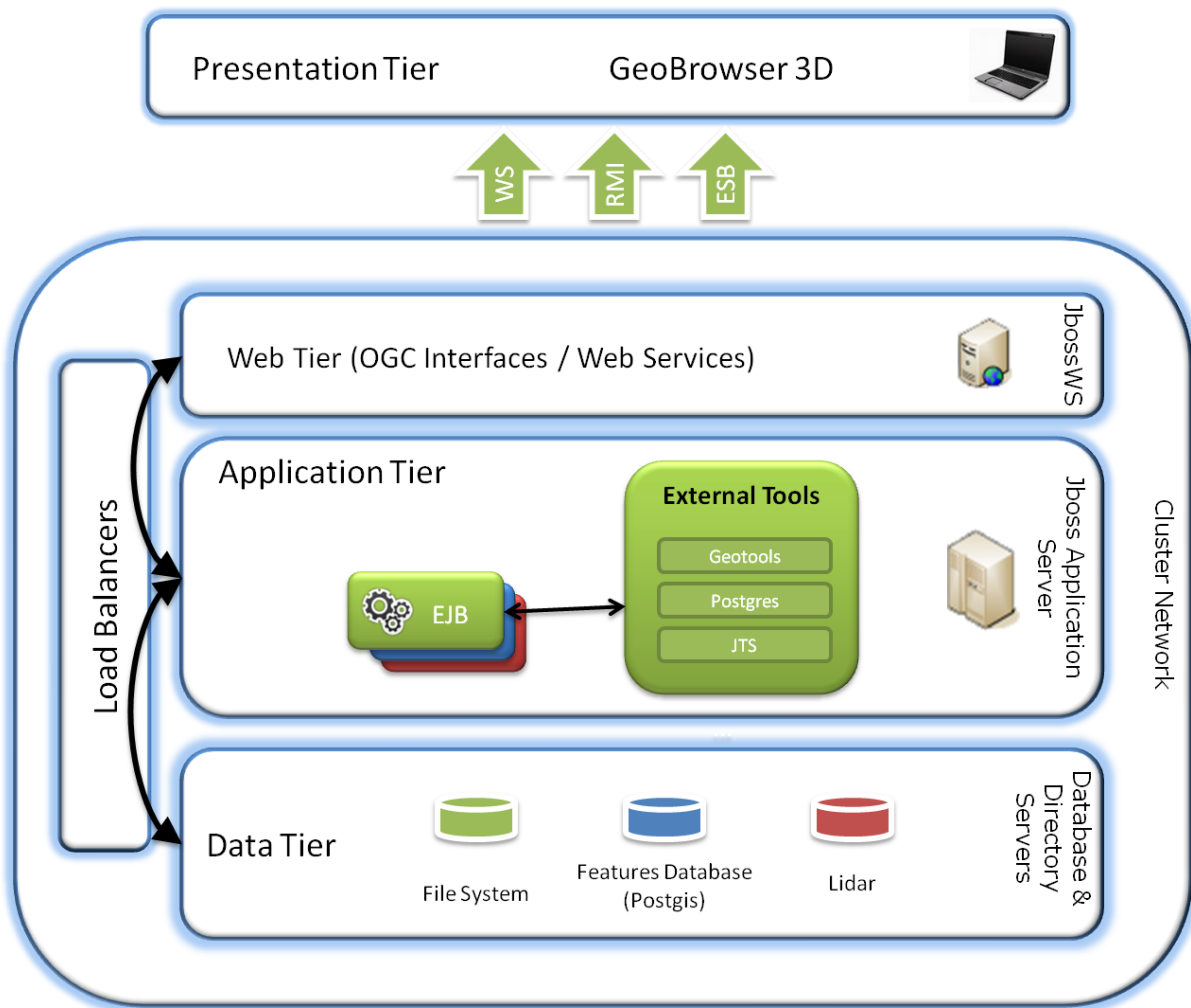 Presentation Tier
GeoBrowser 3D
WS
RMI
ESB
Web Tier (OGC Interfaces / Web Services)
JbossWS
Load Balancers
Application Tier
External Tools
Geotools
Postgres
JTS
EJB
Jboss Application
Server
Cluster Network
...
Data Tier
File System
Features Database
(Postgis)
Lidar
Database &
Directory
Servers